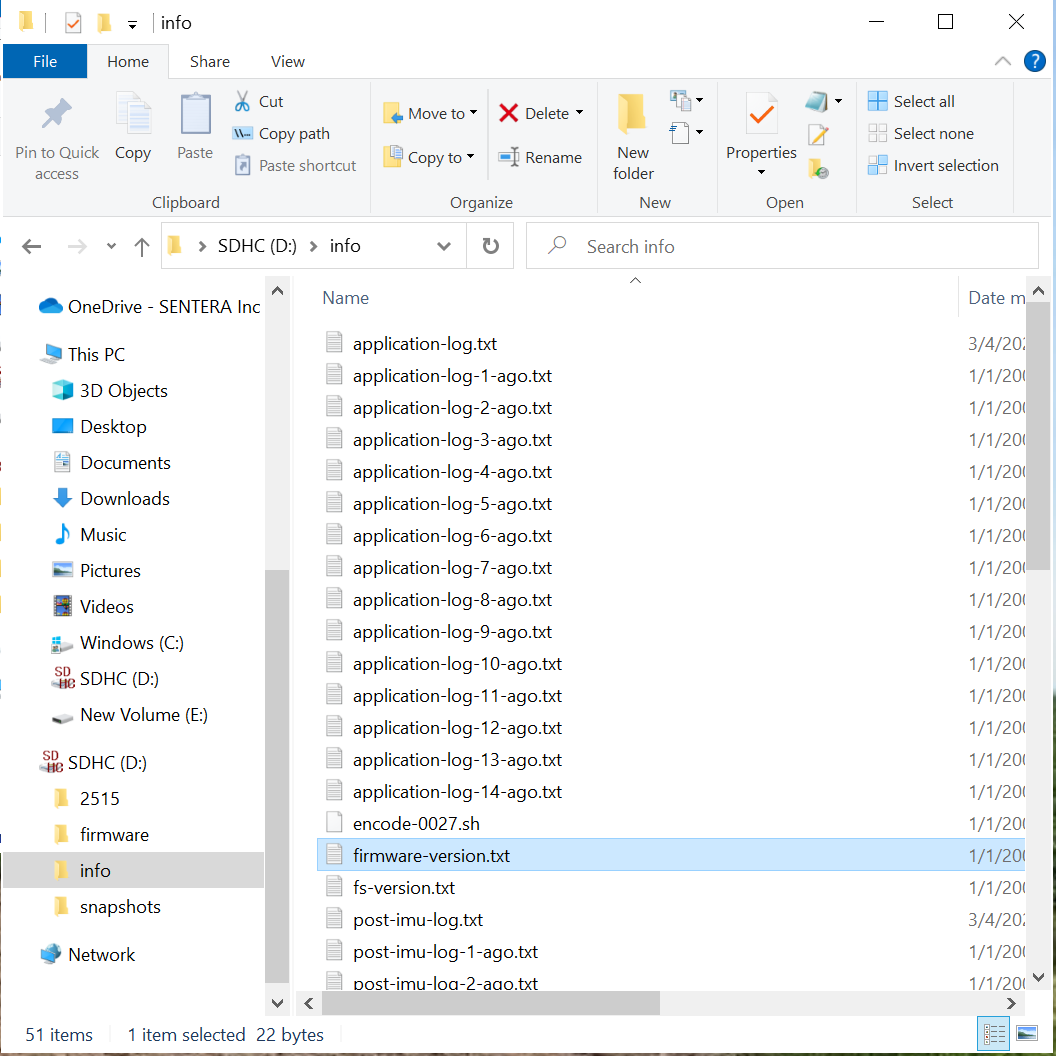 info
File Home Share View
Pin to Quick access
Copy
Paste
Cut
Copy path
Paste shortcut
Clipboard
Move to
Copy to
Delete
Rename
Organize
New folder
New
Properties
Open
Select all
Select none
Invert selection
Select
SDHC (D:) info
Search info
OneDrive - SENTERA Inc
This PC
3D Objects
Desktop
Documents
Downloads
Music
Pictures
Videos
Windows (C:)
SDHC (D:)
New Volume (E:)
SDHC (D:)
2515
firmware
info
snapshots
Network
Name Date m
application-log.txt 3/4/202
application-log-1-ago.txt 1/1/200
application-log-2-ago.txt 1/1/200
application-log-3-ago.txt 1/1/200
application-log-4-ago.txt 1/1/200
application-log-5-ago.txt 1/1/200
application-log-6-ago.txt 1/1/200
application-log-7-ago.txt 1/1/200
application-log-8-ago.txt 1/1/200
application-log-9-ago.txt 1/1/200
application-log-10-ago.txt 1/1/200
application-log-11-ago.txt 1/1/200
application-log-12-ago.txt 1/1/200
application-log-13-ago.txt 1/1/200
application-log-14-ago.txt 1/1/200
encode-0027.sh 1/1/200
firmware-version.txt 1/1/200
fs-version.txt 1/1/200
post-imu-log.txt 3/4/202
post-imu-log-1-ago.txt 1/1/200
post-imu-log-2-ago.txt 1/1/200
51 items 1 item selected 22 bytes